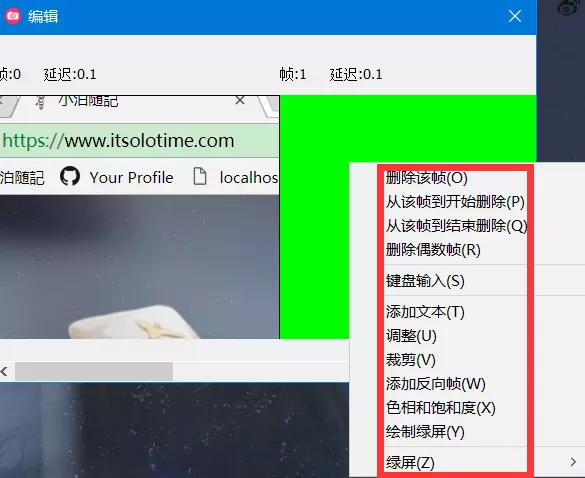 编辑
帧:0 延迟:0.1 帧:1 延迟:0.1
小泊随記
https://www.itsolotime.com
泊随記 Your Profile localhos
删除该帧(O)
从该帧到开始删除(P)
从该帧到结束删除(Q)
删除偶数帧(R)
键盘输入(S)
添加文本(T)
调整(U)
裁剪(V)
添加反向帧(W)
色相和饱和度(X)
绘制绿屏(Y)
绿屏(Z)